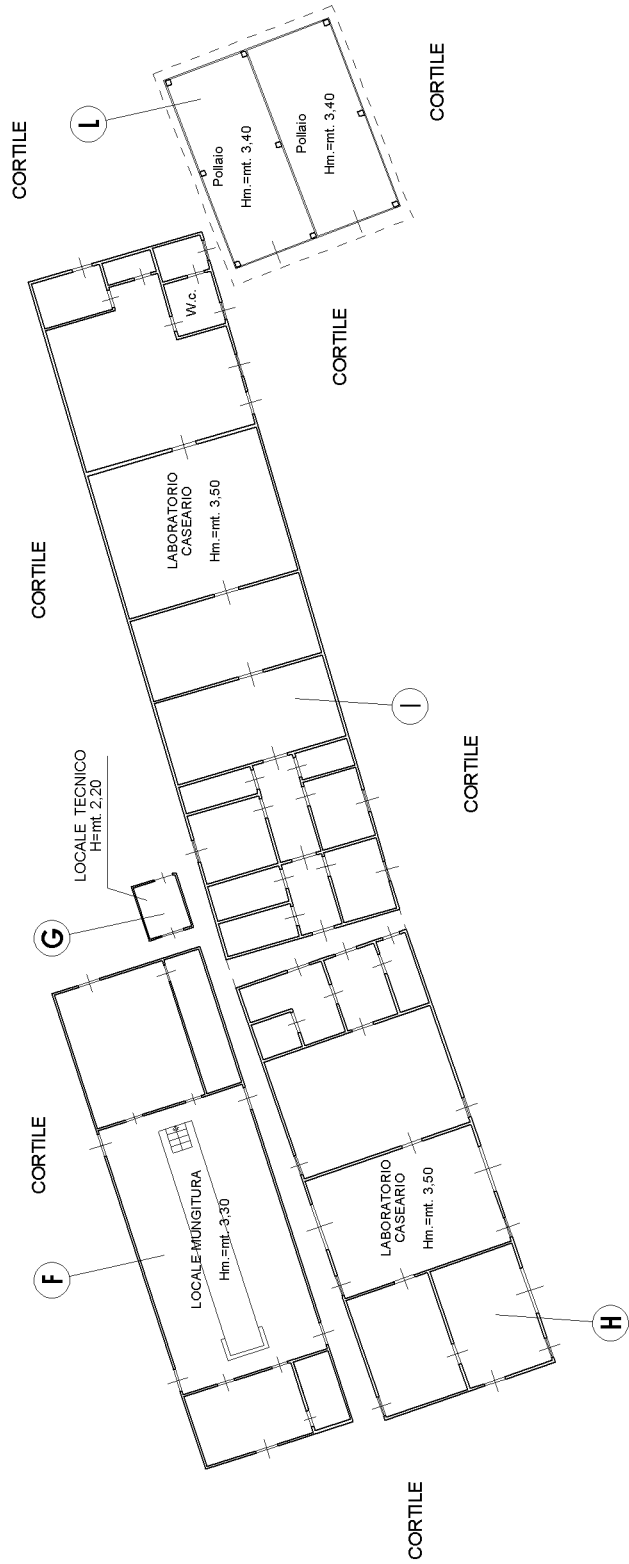 CORTILE
CORTILE
CORTILE
CORTILE
CORTILE
CORTILE
CORTILE
F
LOCALE MUNGITURA
Hm.=mt. 3,30
G
LOCALE TECNICO
H=mt. 2,20
H
LABORATORIO
CASEARIO
Hm.=mt. 3,50
I
LABORATORIO
CASEARIO
Hm.=mt. 3,50
W.c.
L
Pollaio
Hm.=mt. 3,40
Pollaio
Hm.=mt. 3,40